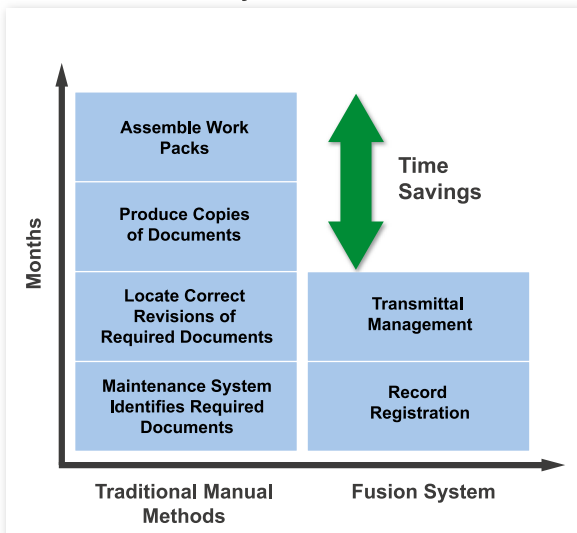 Assemble Work
Packs
Produce Copies
of Documents
Locate Correct
Revisions of
Required Documents
Maintenance System
Identifies Required
Documents
Time
Savings
Transmittal
Management
Record
Registration
Months
Traditional Manual
Methods
Fusion System